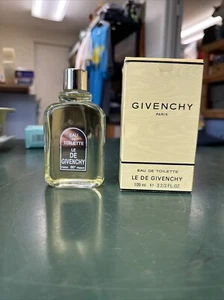 EAU
DE
TOILETTE
LE
DE
GIVENCHY
GIVENCHY
PARIS
EAU DE TOILETTE
LE DE GIVENCHY
100 ml ℮ 3 1/3 FL.OZ